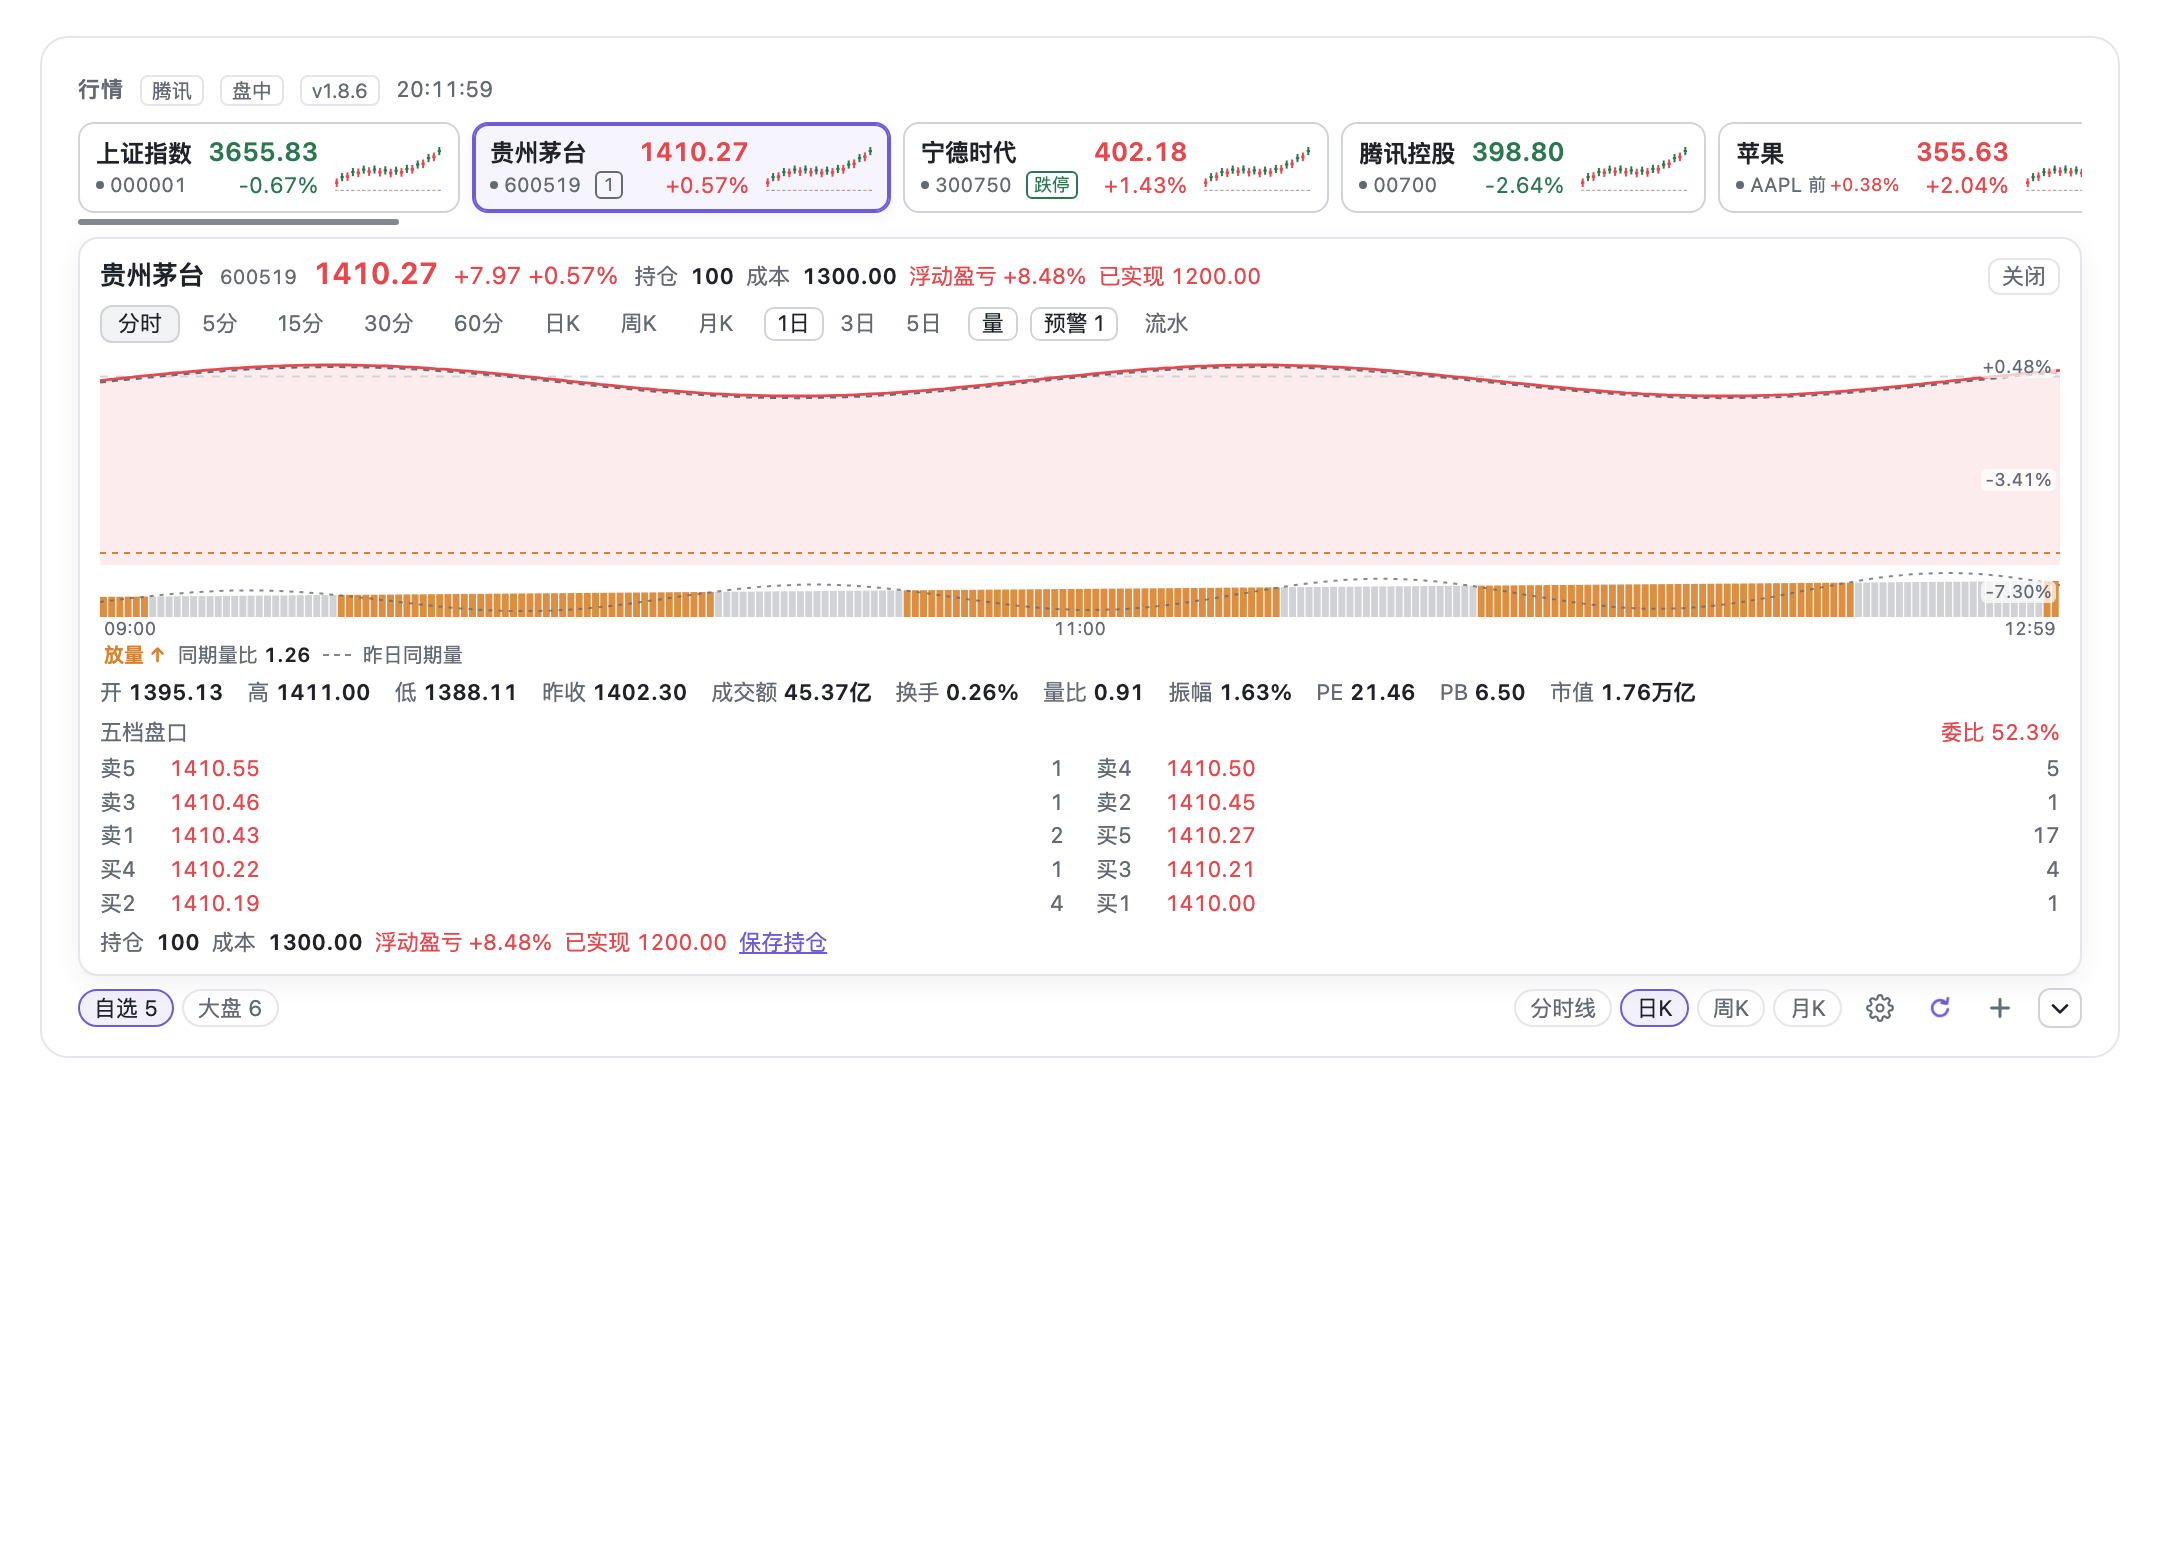 行情 腾讯 盘中 v1.8.6 20:11:59
上证指数 3655.83
000001 -0.67%
贵州茅台 1410.27
600519 1 +0.57%
宁德时代 402.18
300750 跌停 +1.43%
腾讯控股 398.80
00700 -2.64%
苹果 355.63
AAPL 前+0.38% +2.04%
贵州茅台 600519 1410.27 +7.97 +0.57% 持仓 100 成本 1300.00 浮动盈亏 +8.48% 已实现 1200.00 关闭
分时 5分 15分 30分 60分 日K 周K 月K 1日 3日 5日 量 预警 1 流水
+0.48%
-3.41%
-7.30%
09:00 11:00 12:59
放量↑ 同期量比 1.26 --- 昨日同期量
开 1395.13 高 1411.00 低 1388.11 昨收 1402.30 成交额 45.37亿 换手 0.26% 量比 0.91 振幅 1.63% PE 21.46 PB 6.50 市值 1.76万亿
五档盘口 委比 52.3%
卖5 1410.55 1 卖4 1410.50 5
卖3 1410.46 1 卖2 1410.45 1
卖1 1410.43 2 买5 1410.27 17
买4 1410.22 1 买3 1410.21 4
买2 1410.19 4 买1 1410.00 1
持仓 100 成本 1300.00 浮动盈亏 +8.48% 已实现 1200.00 保存持仓
自选 5 大盘 6 分时线 日K 周K 月K